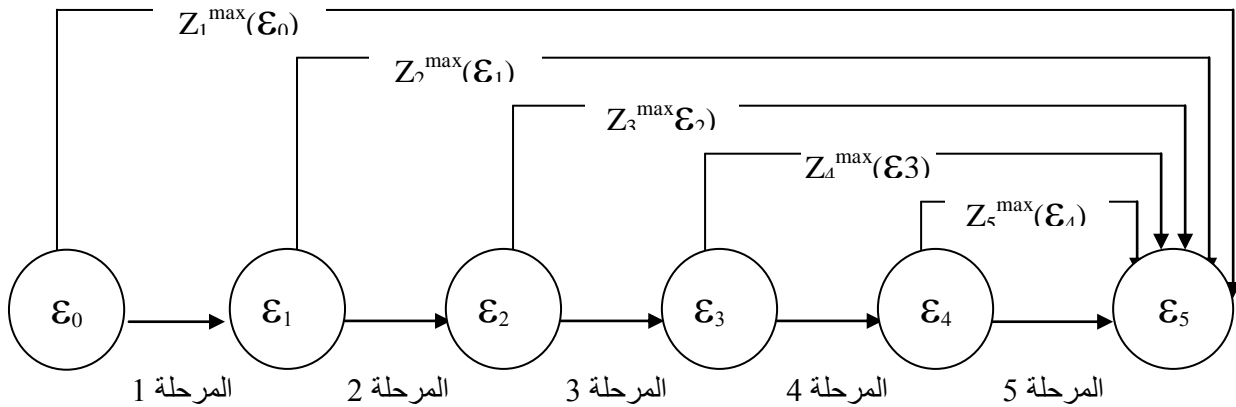 Z₁ᵐᵃˣ(ε₀)
Z₂ᵐᵃˣ(ε₁)
Z₃ᵐᵃˣε₂)
Z₄ᵐᵃˣ(ε3)
Z₅ᵐᵃˣ(ε₄)
ε₀ ε₁ ε₂ ε₃ ε₄ ε₅
المرحلة 1 المرحلة 2 المرحلة 3 المرحلة 4 المرحلة 5